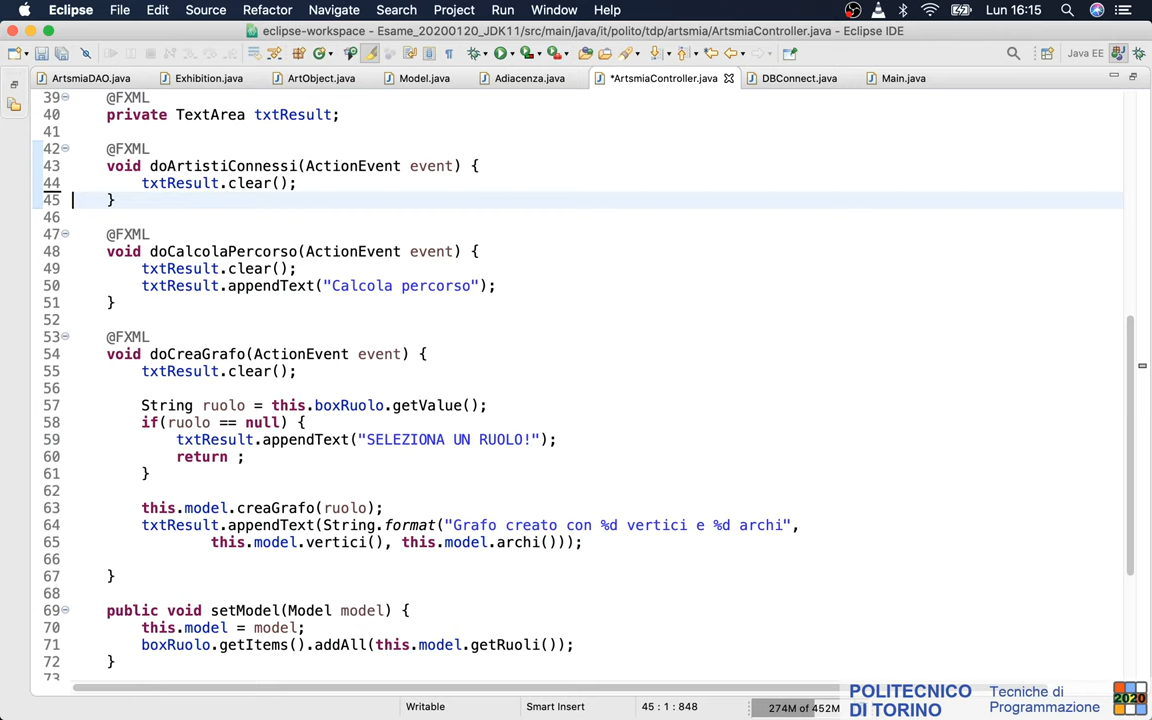 Eclipse File Edit Source Refactor Navigate Search Project Run Window Help Lun 16:15
eclipse-workspace - Esame_20200120_JDK11/src/main/java/it/polito/tdp/artsmia/ArtsmiaController.java - Eclipse IDE
Java EE
ArtsmiaDAO.java Exhibition.java ArtObject.java Model.java Adiacenza.java *ArtsmiaController.java DBConnect.java Main.java
39 @FXML
40 private TextArea txtResult;
41
42 @FXML
43 void doArtistiConnessi(ActionEvent event) {
44 txtResult.clear();
45 }
46
47 @FXML
48 void doCalcolaPercorso(ActionEvent event) {
49 txtResult.clear();
50 txtResult.appendText("Calcola percorso");
51 }
52
53 @FXML
54 void doCreaGrafo(ActionEvent event) {
55 txtResult.clear();
56
57 String ruolo = this.boxRuolo.getValue();
58 if(ruolo == null) {
59 txtResult.appendText("SELEZIONA UN RUOLO!");
60 return ;
61 }
62
63 this.model.creaGrafo(ruolo);
64 txtResult.appendText(String.format("Grafo creato con %d vertici e %d archi",
65 this.model.vertici(), this.model.archi()));
66
67 }
68
69 public void setModel(Model model) {
70 this.model = model;
71 boxRuolo.getItems().addAll(this.model.getRuoli());
72 }
73
Writable Smart Insert 45 : 1 : 848 274M of 452M
POLITECNICO DI TORINO
Tecniche di Programmazione
2020